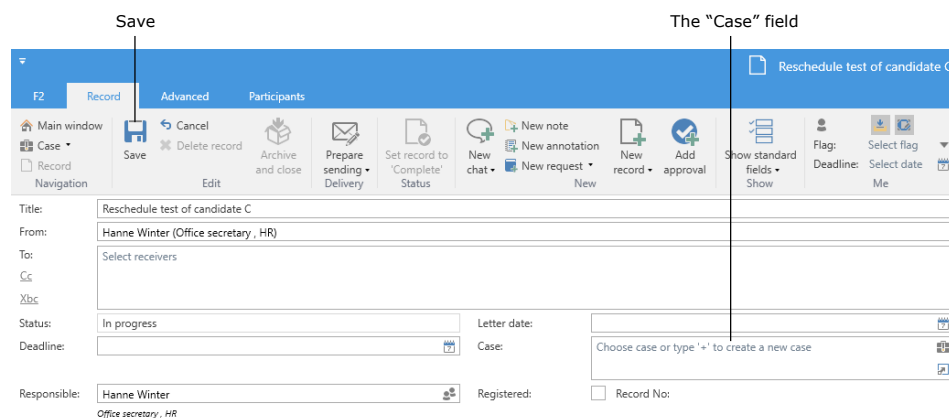 Save
The “Case” field
Reschedule test of candidate C
F2 Record Advanced Participants
Main window
Case
Record
Navigation
Save
Cancel
Delete record
Archive
and close
Edit
Prepare
sending
Delivery
Set record to
'Complete'
Status
New
chat
New note
New annotation
New request
New
record
Add
approval
New
Show standard
fields
Show
Flag: Select flag
Deadline: Select date
Me
Title: Reschedule test of candidate C
From: Hanne Winter (Office secretary , HR)
To: Select receivers
Cc
Xbc
Status: In progress Letter date:
Deadline: Case: Choose case or type '+' to create a new case
Responsible: Hanne Winter Registered: Record No:
Office secretary , HR